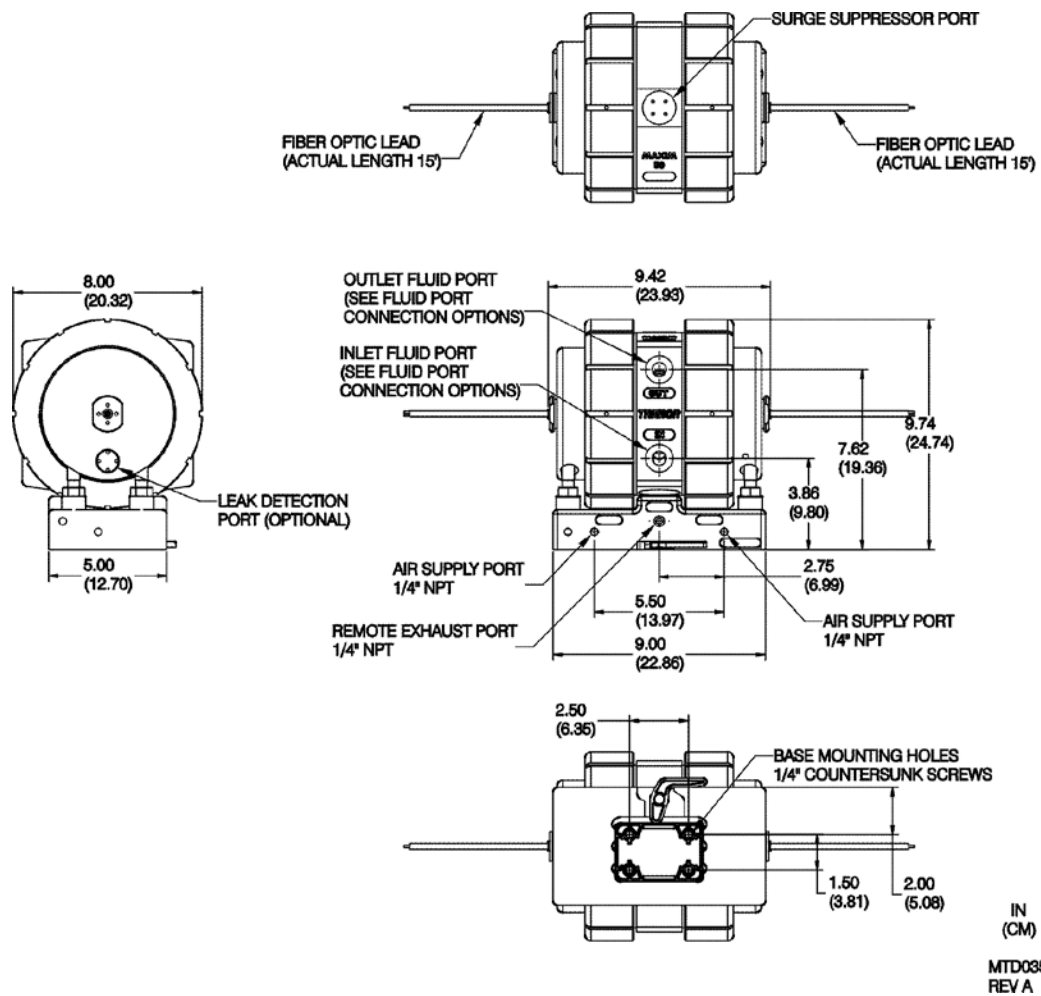 SURGE SUPPRESSOR PORT
FIBER OPTIC LEAD
(ACTUAL LENGTH 15')
FIBER OPTIC LEAD
(ACTUAL LENGTH 15')
MAXIM
50
8.00
(20.32)
LEAK DETECTION
PORT (OPTIONAL)
5.00
(12.70)
OUTLET FLUID PORT
(SEE FLUID PORT
CONNECTION OPTIONS)
INLET FLUID PORT
(SEE FLUID PORT
CONNECTION OPTIONS)
9.42
(23.93)
OUT
TREBOR
IN
9.74
(24.74)
7.62
(19.36)
3.86
(9.80)
2.75
(6.99)
AIR SUPPLY PORT
1/4" NPT
5.50
(13.97)
AIR SUPPLY PORT
1/4" NPT
REMOTE EXHAUST PORT
1/4" NPT
9.00
(22.86)
2.50
(6.35)
BASE MOUNTING HOLES
1/4" COUNTERSUNK SCREWS
1.50
(3.81)
2.00
(5.08)
IN
(CM)
MTD035
REV A